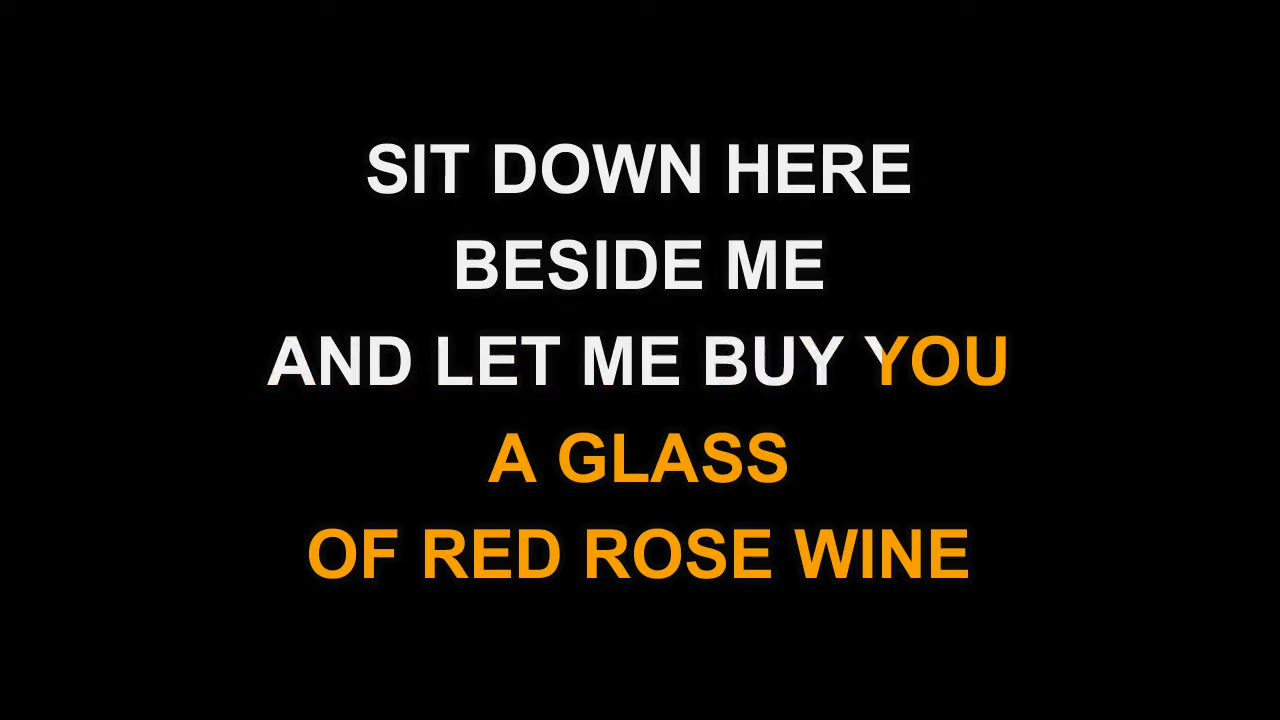 SIT DOWN HERE
BESIDE ME
AND LET ME BUY YOU
A GLASS
OF RED ROSE WINE